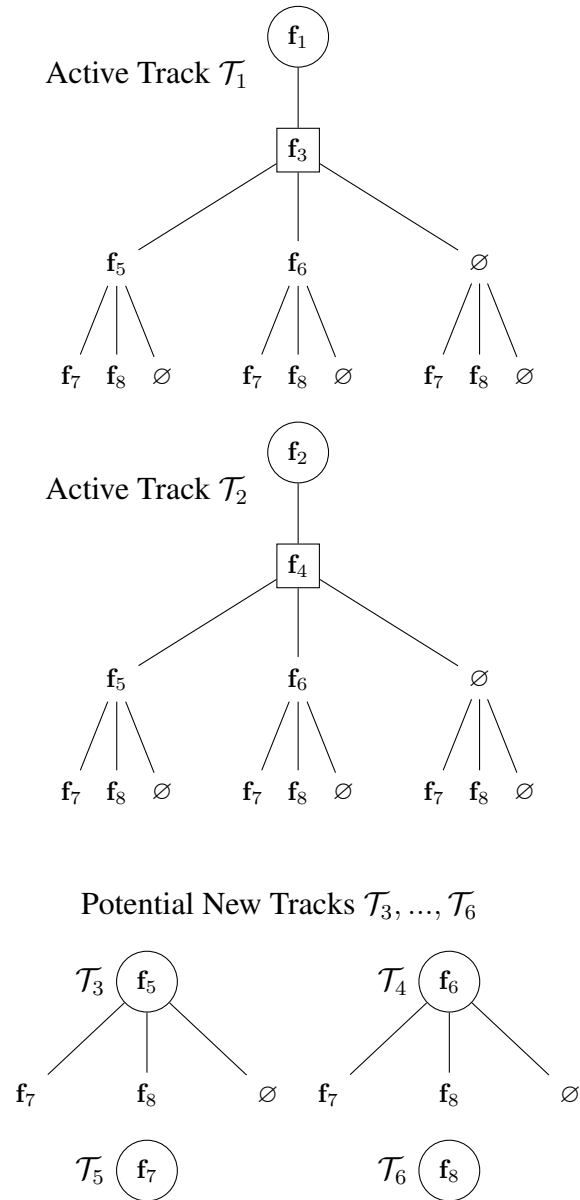 f₁
Active Track 𝒯₁
f₃
f₅ f₆ ∅
f₇ f₈ ∅ f₇ f₈ ∅ f₇ f₈ ∅
f₂
Active Track 𝒯₂
f₄
f₅ f₆ ∅
f₇ f₈ ∅ f₇ f₈ ∅ f₇ f₈ ∅
Potential New Tracks 𝒯₃, ..., 𝒯₆
𝒯₃ f₅ 𝒯₄ f₆
f₇ f₈ ∅ f₇ f₈ ∅
𝒯₅ f₇ 𝒯₆ f₈